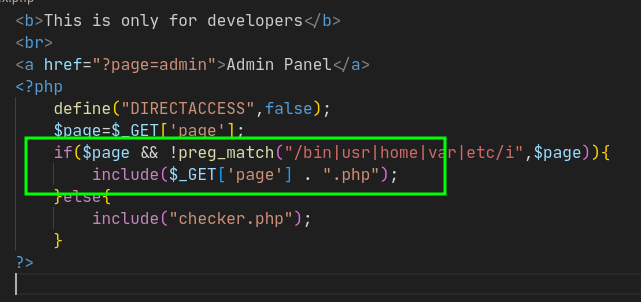 <b>This is only for developers</b>
<br>
<a href="?page=admin">Admin Panel</a>
<?php
    define("DIRECTACCESS",false);
    $page=$_GET['page'];
    if($page && !preg_match("/bin|usr|home|var|etc/i",$page)){
        include($_GET['page'] . ".php");
    }else{
        include("checker.php");
    }
?>